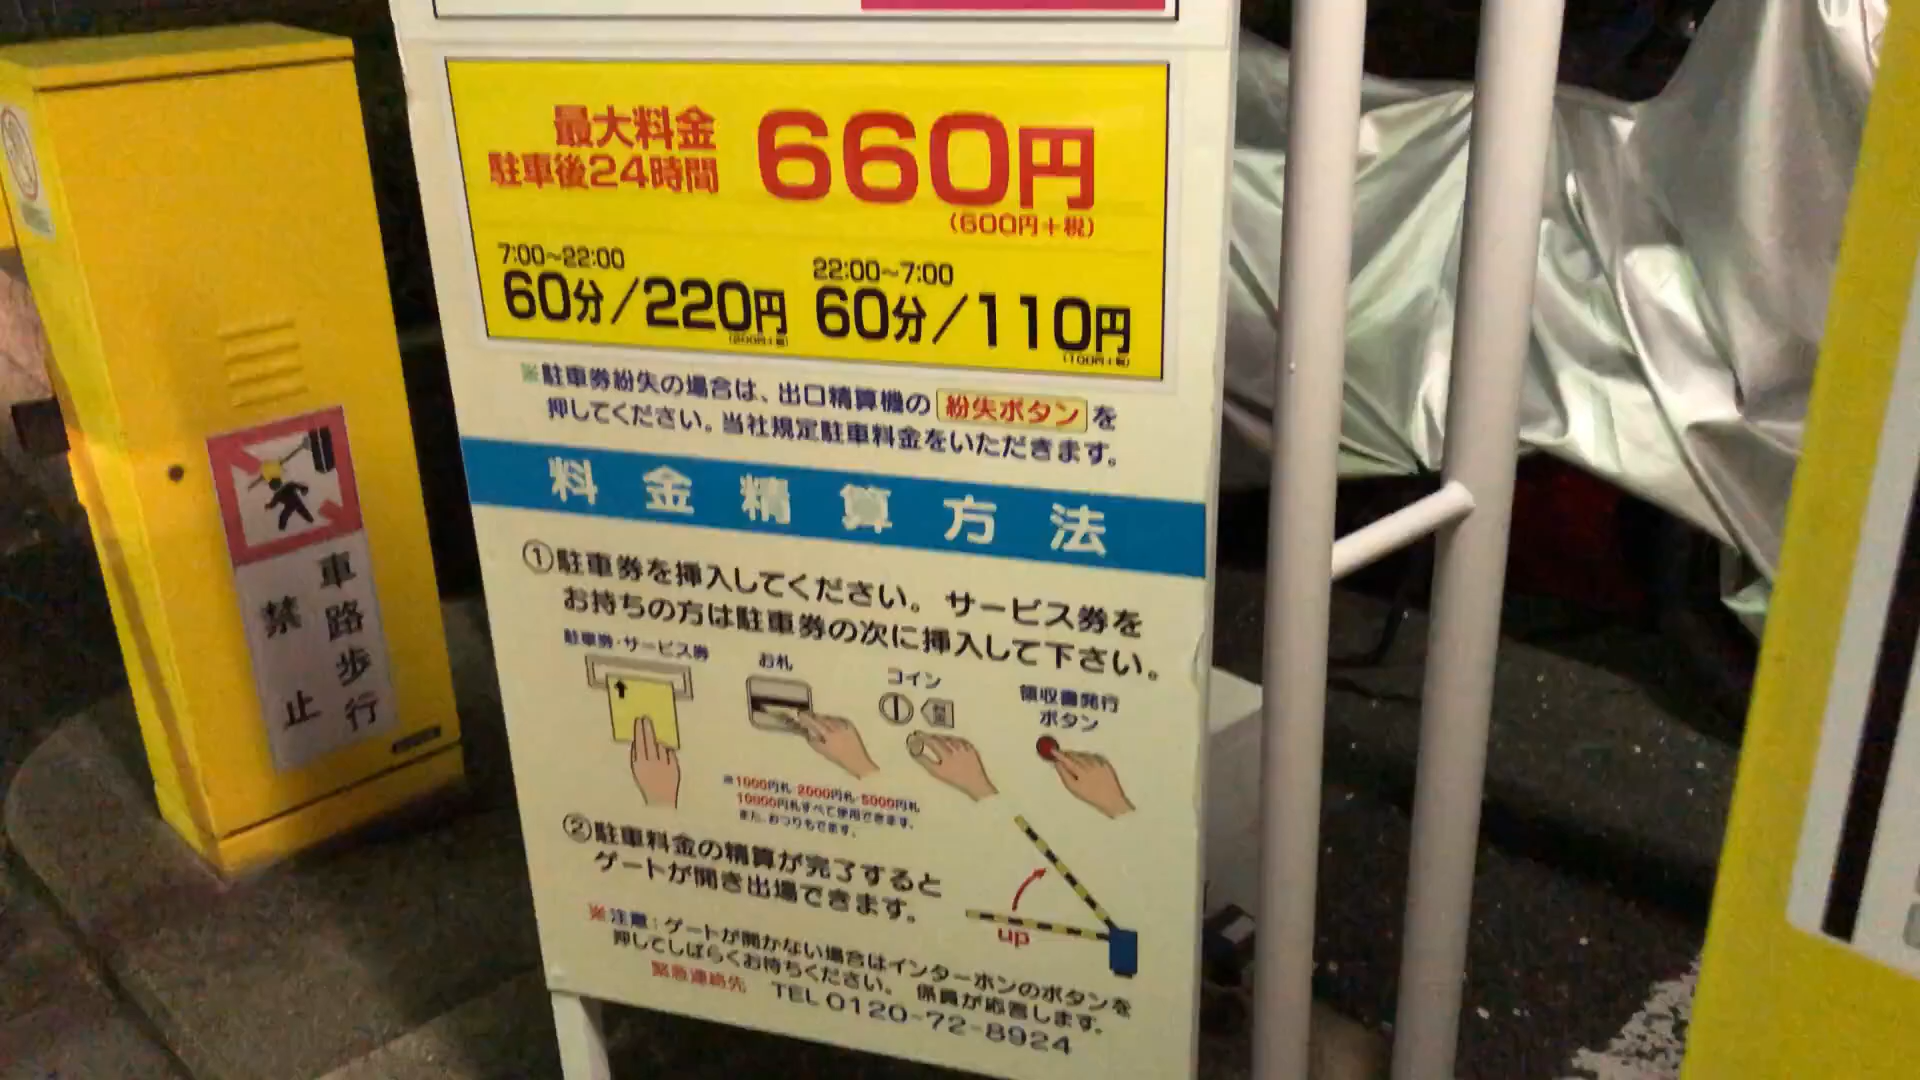 最大料金
駐車後24時間
660円
(600円+税)
7:00~22:00
60分/220円
(200円+税)
22:00~7:00
60分/110円
(100円+税)
※駐車券紛失の場合は、出口精算機の 紛失ボタン を
押してください。当社規定駐車料金をいただきます。
料金精算方法
①駐車券を挿入してください。サービス券を
お持ちの方は駐車券の次に挿入して下さい。
駐車券・サービス券
お札
コイン
領収書発行
ボタン
※1000円札・2000円札・5000円札
10000円札すべて使用できます。
また、おつりもでます。
②駐車料金の精算が完了すると
ゲートが開き出場できます。
up
※注意:ゲートが開かない場合はインターホンのボタンを
押してしばらくお待ちください。係員が応答します。
緊急連絡先 TEL 0120-72-8924
車路歩行
禁止